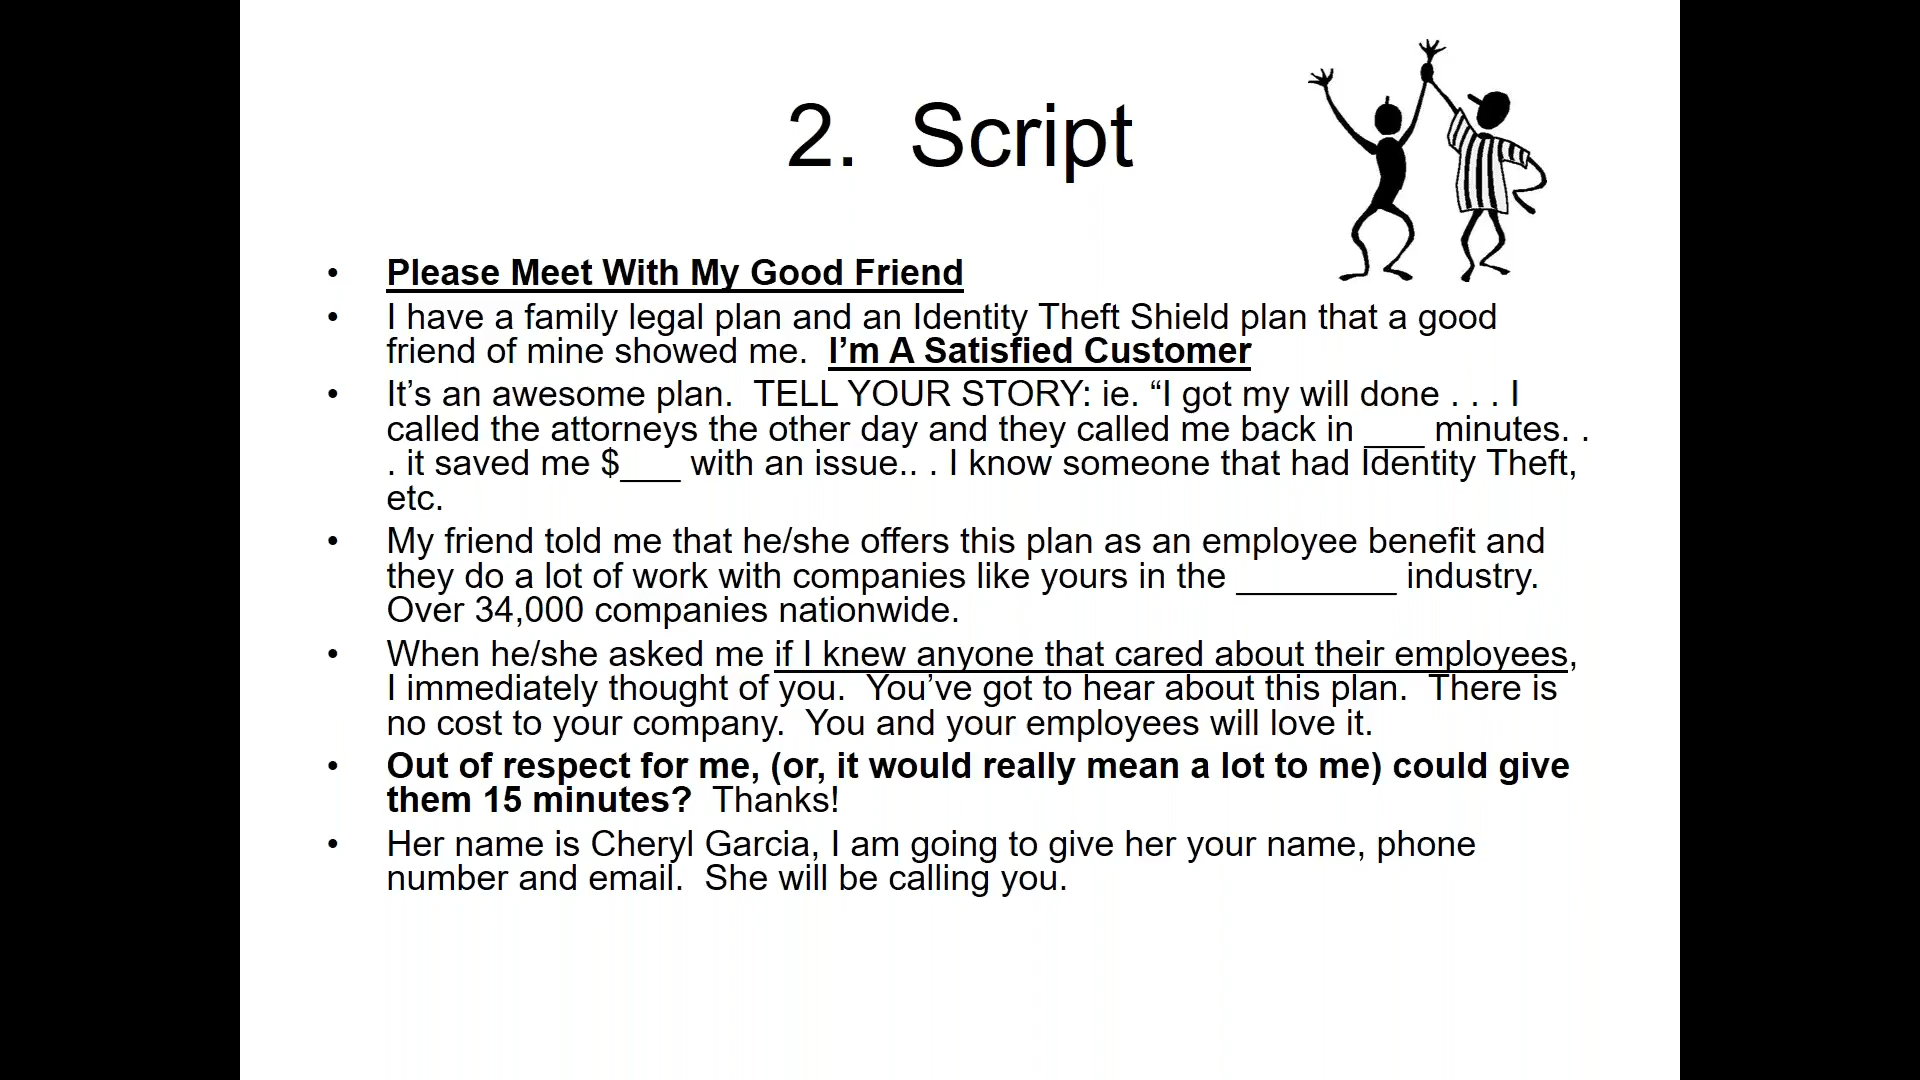 2.  Script
• Please Meet With My Good Friend
• I have a family legal plan and an Identity Theft Shield plan that a good
friend of mine showed me.  I’m A Satisfied Customer
• It’s an awesome plan.  TELL YOUR STORY: ie. “I got my will done . . . I
called the attorneys the other day and they called me back in ___ minutes. .
. it saved me $___ with an issue.. . I know someone that had Identity Theft,
etc.
• My friend told me that he/she offers this plan as an employee benefit and
they do a lot of work with companies like yours in the ________ industry.
Over 34,000 companies nationwide.
• When he/she asked me if I knew anyone that cared about their employees,
I immediately thought of you.  You’ve got to hear about this plan.  There is
no cost to your company.  You and your employees will love it.
• Out of respect for me, (or, it would really mean a lot to me) could give
them 15 minutes?  Thanks!
• Her name is Cheryl Garcia, I am going to give her your name, phone
number and email.  She will be calling you.